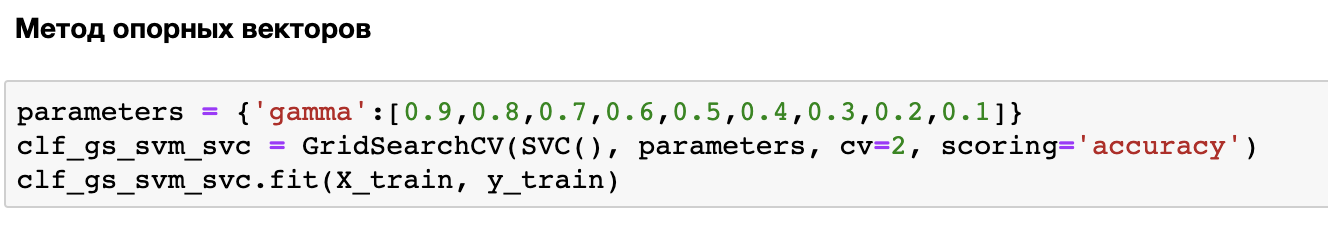 Метод опорных векторов
parameters = {'gamma':[0.9,0.8,0.7,0.6,0.5,0.4,0.3,0.2,0.1]}
clf_gs_svm_svc = GridSearchCV(SVC(), parameters, cv=2, scoring='accuracy')
clf_gs_svm_svc.fit(X_train, y_train)